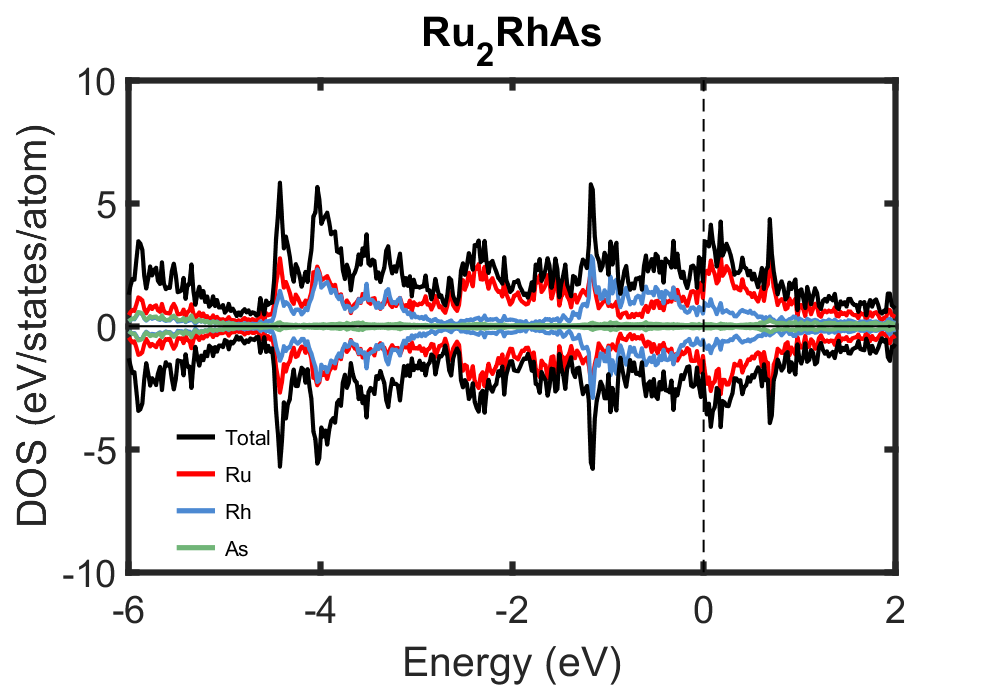 Ru₂RhAs
10
5
0
-5
-10
DOS (eV/states/atom)
Total
Ru
Rh
As
-6
-4
-2
0
2
Energy (eV)